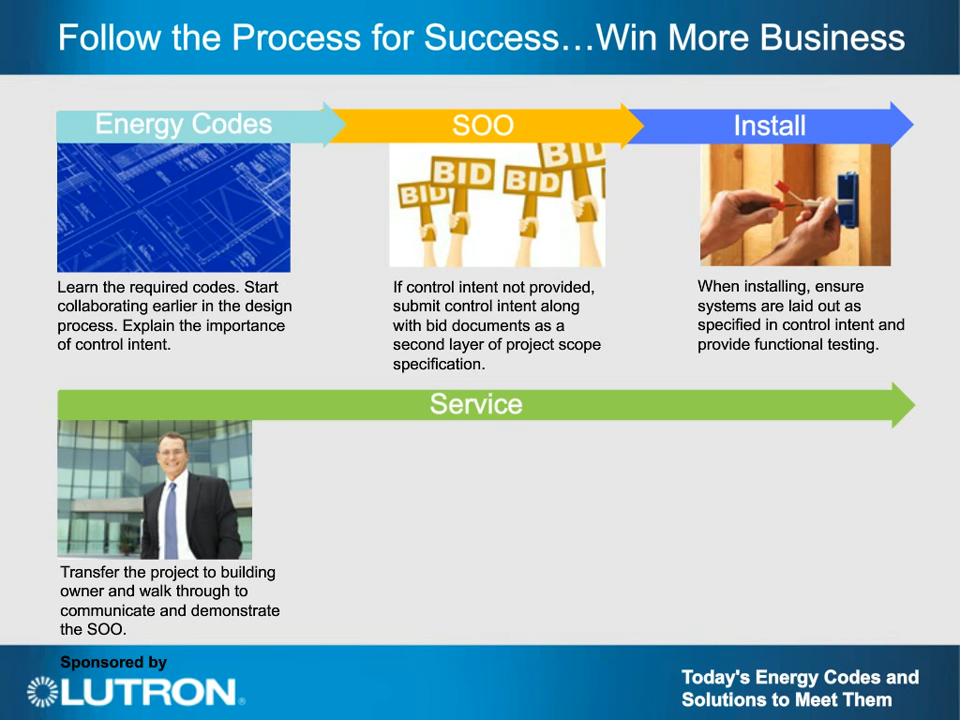 Follow the Process for Success…Win More Business
Energy Codes
SOO
Install
BID
BID
BID
BID
Learn the required codes. Start
collaborating earlier in the design
process. Explain the importance
of control intent.
If control intent not provided,
submit control intent along
with bid documents as a
second layer of project scope
specification.
When installing, ensure
systems are laid out as
specified in control intent and
provide functional testing.
Service
Transfer the project to building
owner and walk through to
communicate and demonstrate
the SOO.
Sponsored by
LUTRON®
Today's Energy Codes and
Solutions to Meet Them